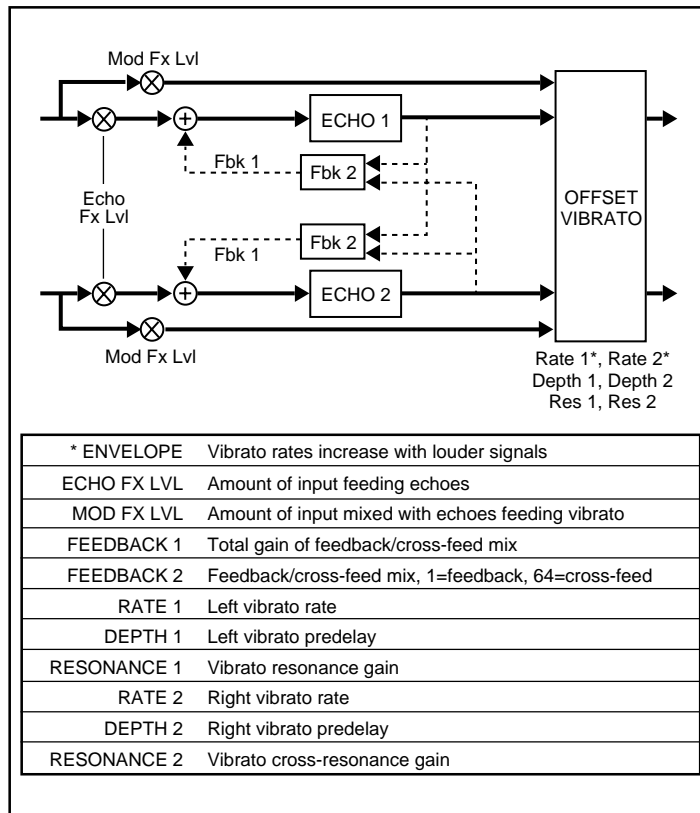 Mod Fx Lvl
ECHO 1
Fbk 1
Fbk 2
Echo
Fx Lvl
OFFSET
VIBRATO
Fbk 2
Fbk 1
ECHO 2
Mod Fx Lvl
Rate 1*, Rate 2*
Depth 1, Depth 2
Res 1, Res 2
* ENVELOPE Vibrato rates increase with louder signals
ECHO FX LVL Amount of input feeding echoes
MOD FX LVL Amount of input mixed with echoes feeding vibrato
FEEDBACK 1 Total gain of feedback/cross-feed mix
FEEDBACK 2 Feedback/cross-feed mix, 1=feedback, 64=cross-feed
RATE 1 Left vibrato rate
DEPTH 1 Left vibrato predelay
RESONANCE 1 Vibrato resonance gain
RATE 2 Right vibrato rate
DEPTH 2 Right vibrato predelay
RESONANCE 2 Vibrato cross-resonance gain